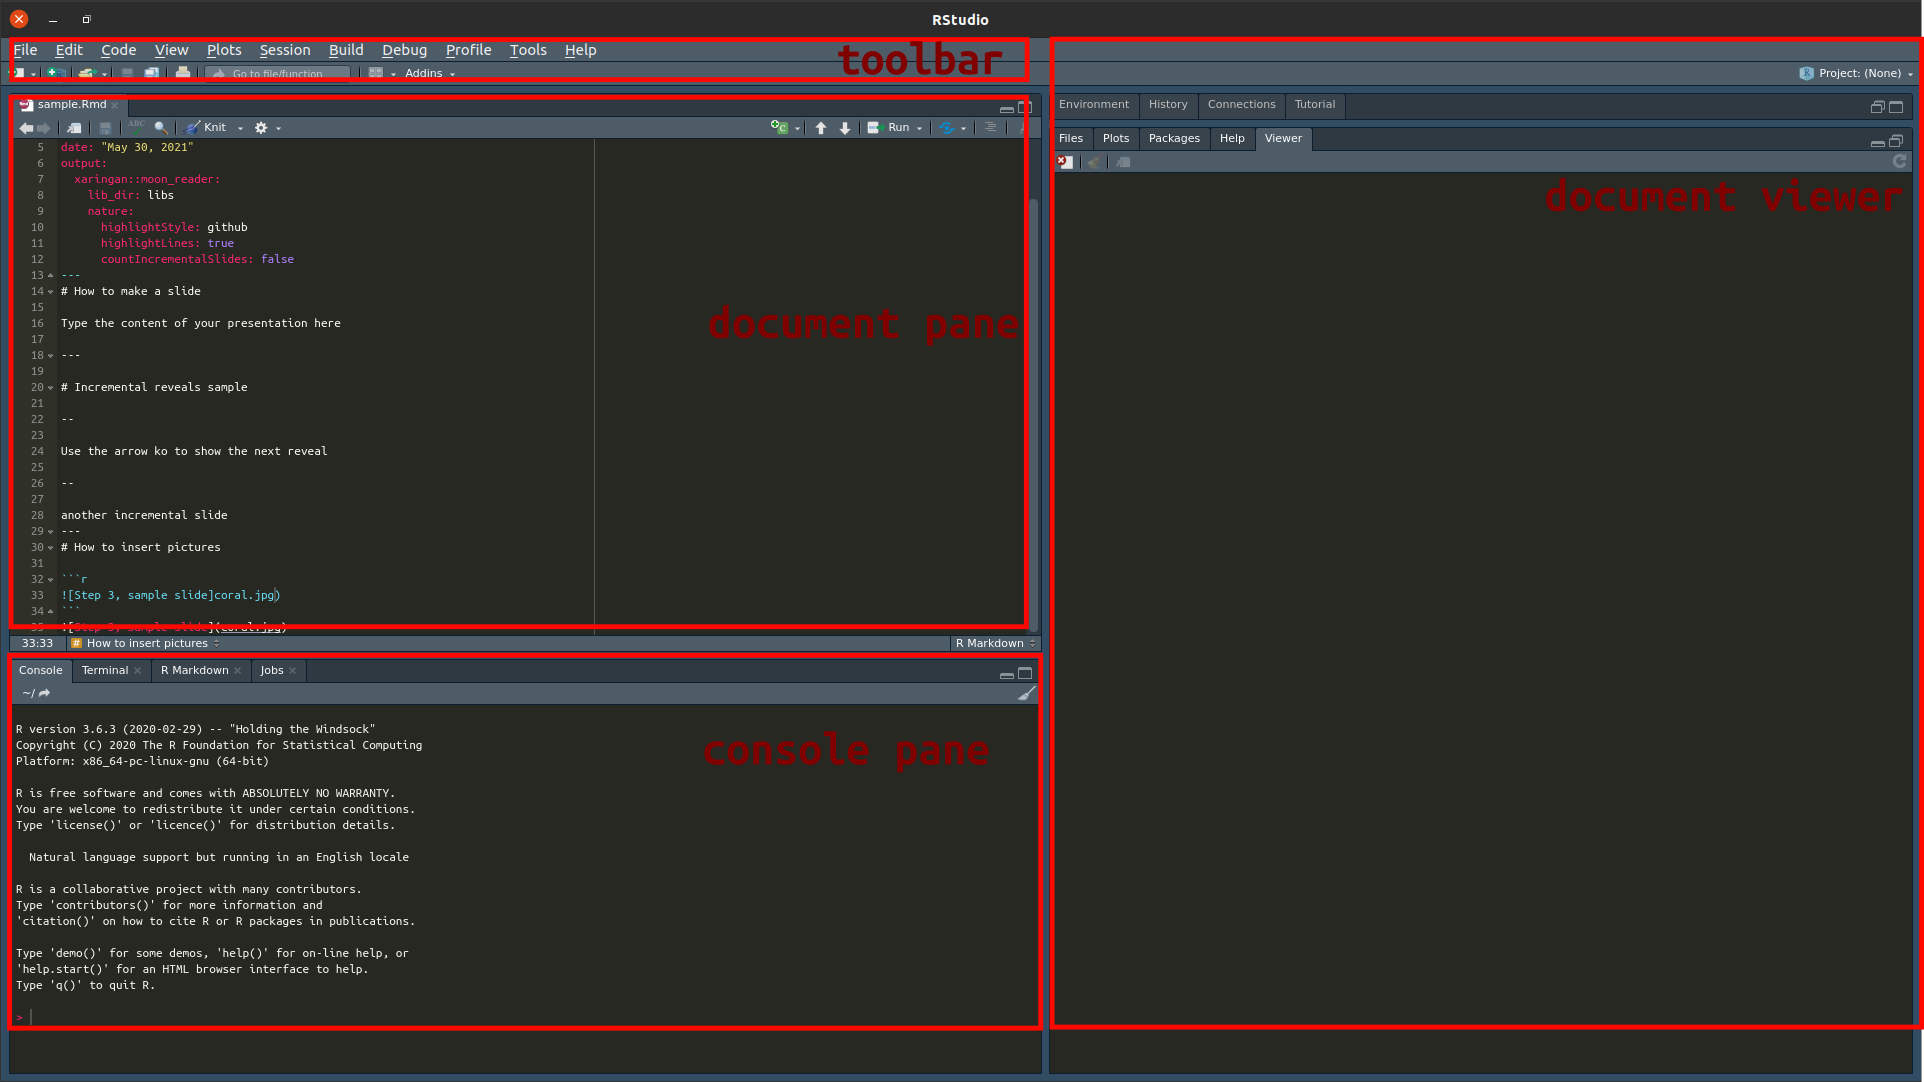 RStudio
File Edit Code View Plots Session Build Debug Profile Tools Help
toolbar
Go to file/function
Addins
Project: (None)
sample.Rmd
ABC
Knit
Run
5 date: "May 30, 2021"
6 output:
7 xaringan::moon_reader:
8 lib_dir: libs
9 nature:
10 highlightStyle: github
11 highlightLines: true
12 countIncrementalSlides: false
13 ---
14 # How to make a slide
15
16 Type the content of your presentation here
17
18 ---
19
20 # Incremental reveals sample
21
22 --
23
24 Use the arrow ko to show the next reveal
25
26 --
27
28 another incremental slide
29 ---
30 # How to insert pictures
31
32 ```r
33 ![Step 3, sample slide]coral.jpg)
34 ```
35 ![Step 3, sample slide](coral.jpg)
document pane
33:33 # How to insert pictures R Markdown
Console Terminal R Markdown Jobs
~/
R version 3.6.3 (2020-02-29) -- "Holding the Windsock"
Copyright (C) 2020 The R Foundation for Statistical Computing
Platform: x86_64-pc-linux-gnu (64-bit)
R is free software and comes with ABSOLUTELY NO WARRANTY.
You are welcome to redistribute it under certain conditions.
Type 'license()' or 'licence()' for distribution details.
Natural language support but running in an English locale
R is a collaborative project with many contributors.
Type 'contributors()' for more information and
'citation()' on how to cite R or R packages in publications.
Type 'demo()' for some demos, 'help()' for on-line help, or
'help.start()' for an HTML browser interface to help.
Type 'q()' to quit R.
>
console pane
Environment History Connections Tutorial
Files Plots Packages Help Viewer
document viewer